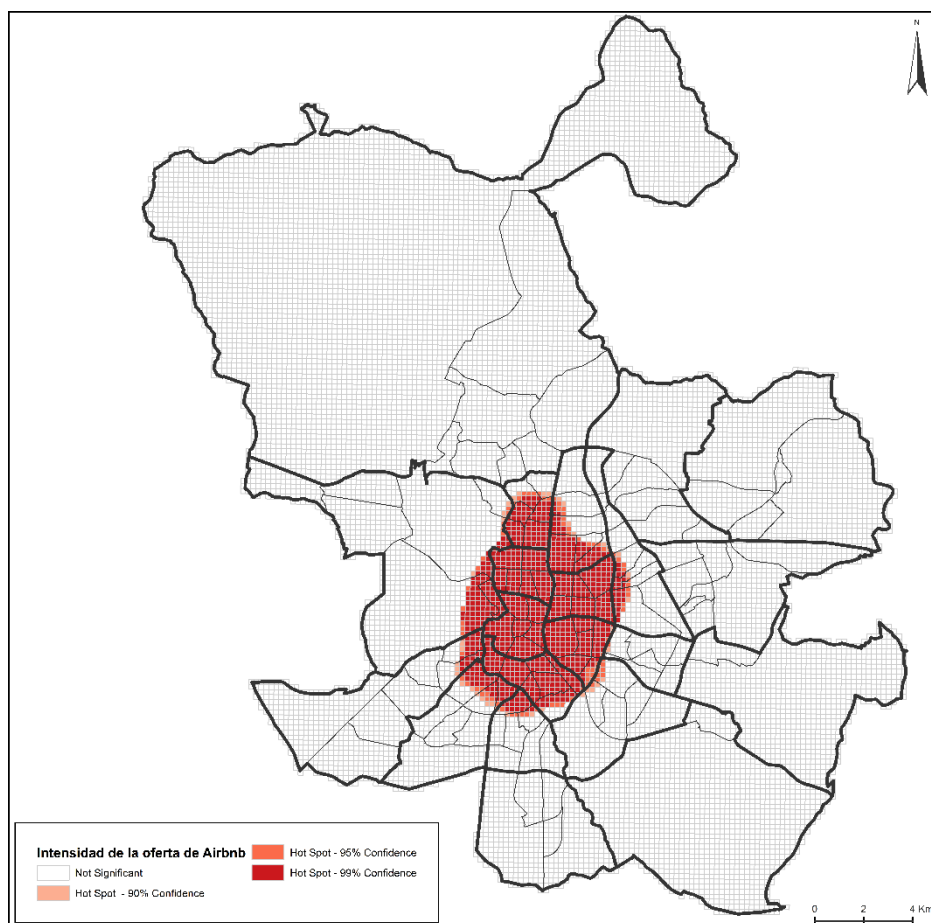 N
Intensidad de la oferta de Airbnb
Not Significant
Hot Spot - 90% Confidence
Hot Spot - 95% Confidence
Hot Spot - 99% Confidence
0 2 4 Km